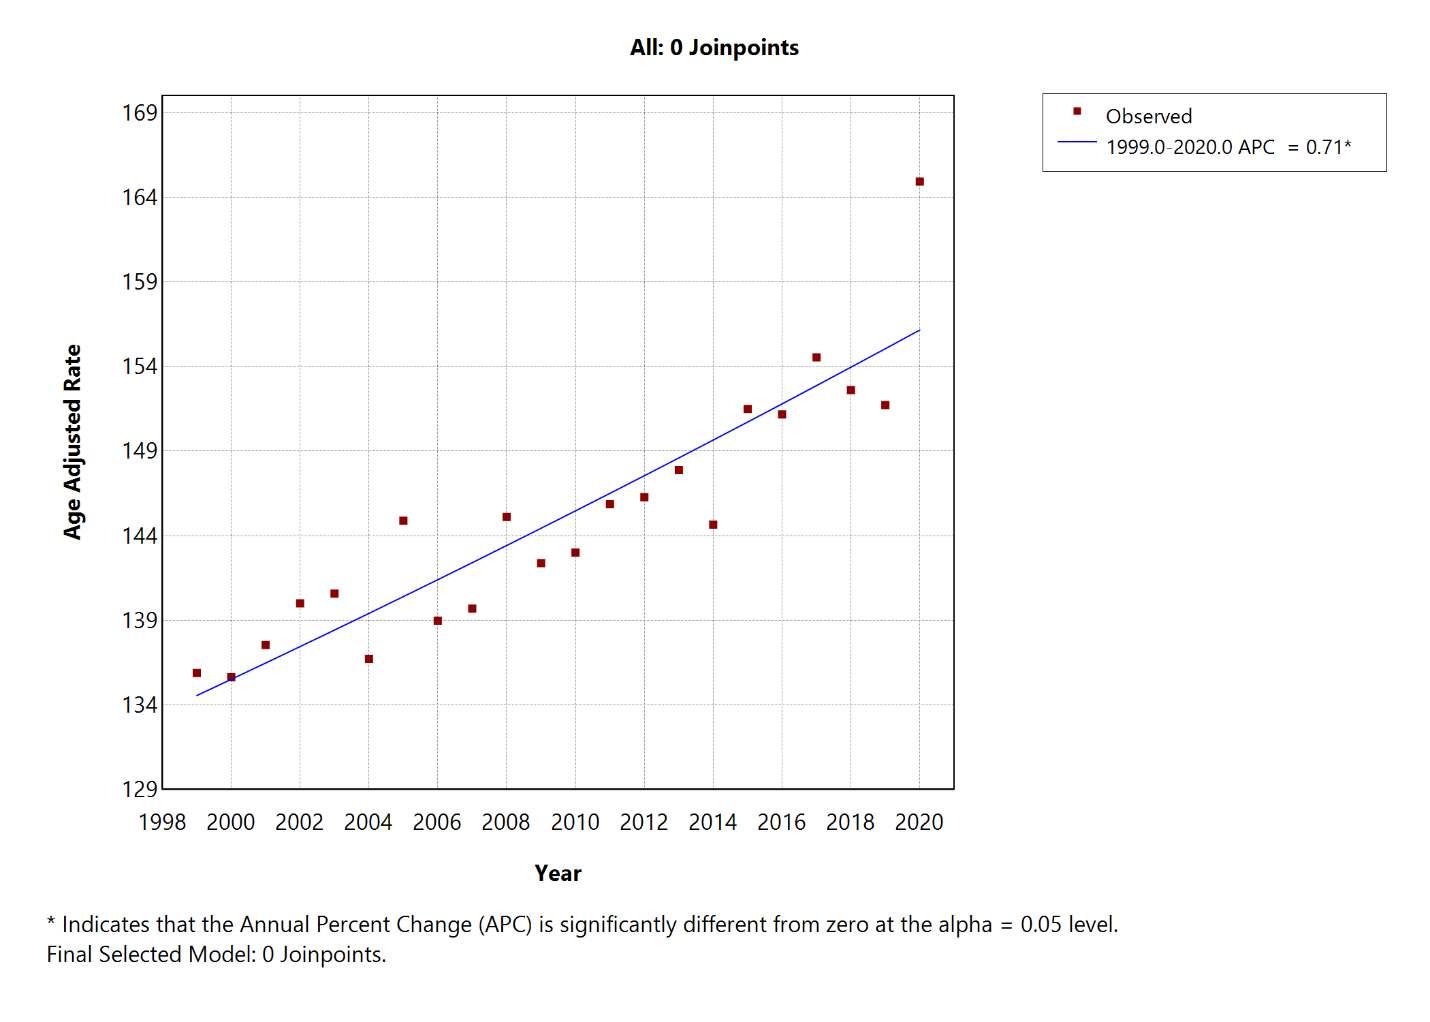 All: 0 Joinpoints
169
164
159
154
149
144
139
134
129
Age Adjusted Rate
1998 2000 2002 2004 2006 2008 2010 2012 2014 2016 2018 2020
Year
Observed
1999.0-2020.0 APC = 0.71*
* Indicates that the Annual Percent Change (APC) is significantly different from zero at the alpha = 0.05 level.
Final Selected Model: 0 Joinpoints.